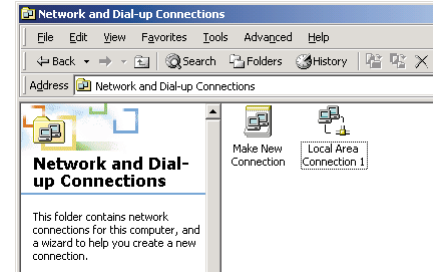 Network and Dial-up Connections
File Edit View Favorites Tools Advanced Help
Back Search Folders History
Address Network and Dial-up Connections
Network and Dial-
up Connections
This folder contains network
connections for this computer, and
a wizard to help you create a new
connection.
Make New
Connection
Local Area
Connection 1